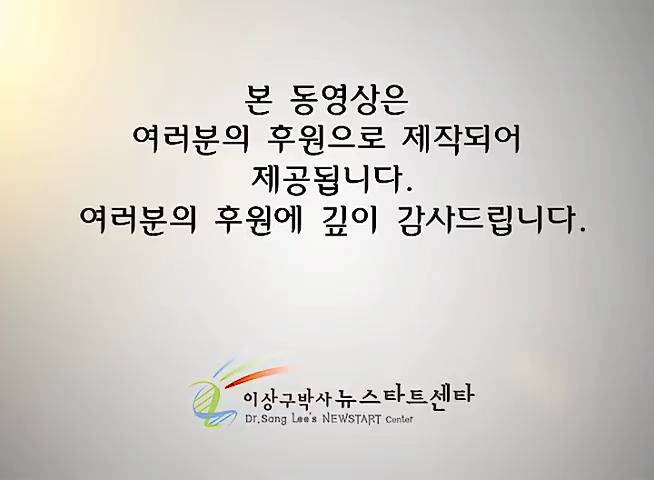 본 동영상은
여러분의 후원으로 제작되어
제공됩니다.
여러분의 후원에 깊이 감사드립니다.
이상구박사 뉴스타트센타
Dr.Sang Lee's NEWSTART Center